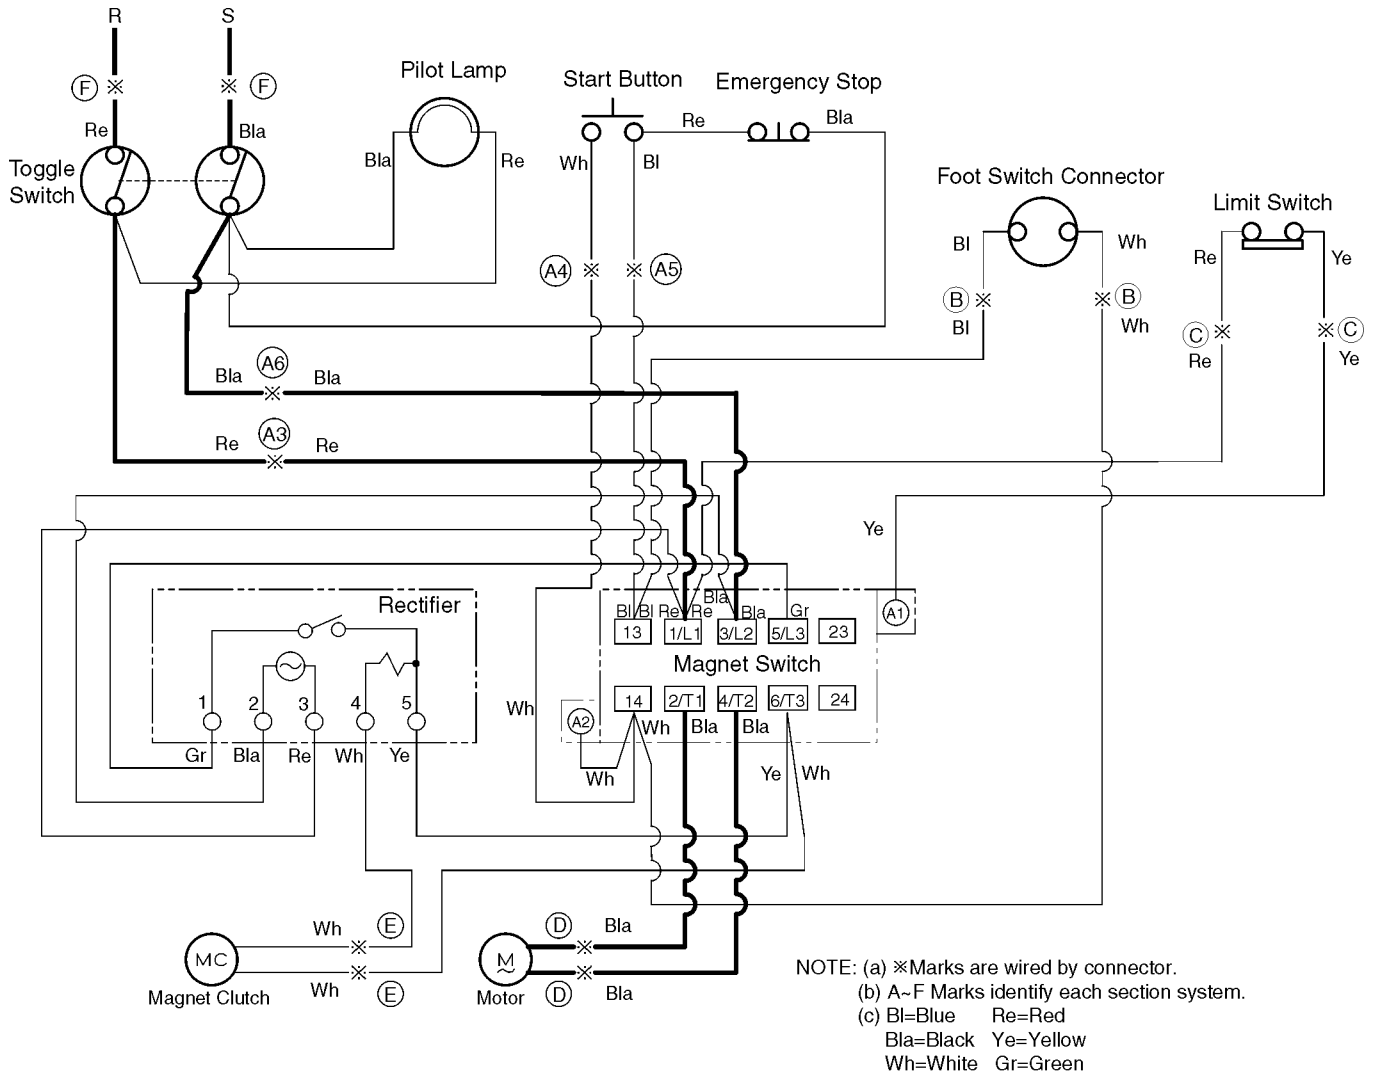 R S
F F
Re Bla
Toggle
Switch
Pilot Lamp
Bla Re
Start Button
Emergency Stop
Re Bla
Wh Bl
A4 A5
Foot Switch Connector
Bl Wh
B B
Bl Wh
Limit Switch
Re Ye
C C
Re Ye
A6
Bla Bla
A3
Re Re
Ye
A1
Bla
Bl Bl Re Re Bla Gr
13 1/L1 3/L2 5/L3 23
Magnet Switch
14 2/T1 4/T2 6/T3 24
A2
Wh Wh Bla Bla
Wh
Ye Wh
Rectifier
1 2 3 4 5
Gr Bla Re Wh Ye
Wh E
MC
Wh E
Magnet Clutch
D Bla
M
D Bla
Motor
NOTE: (a) ※Marks are wired by connector.
(b) A~F Marks identify each section system.
(c) Bl=Blue Re=Red
Bla=Black Ye=Yellow
Wh=White Gr=Green